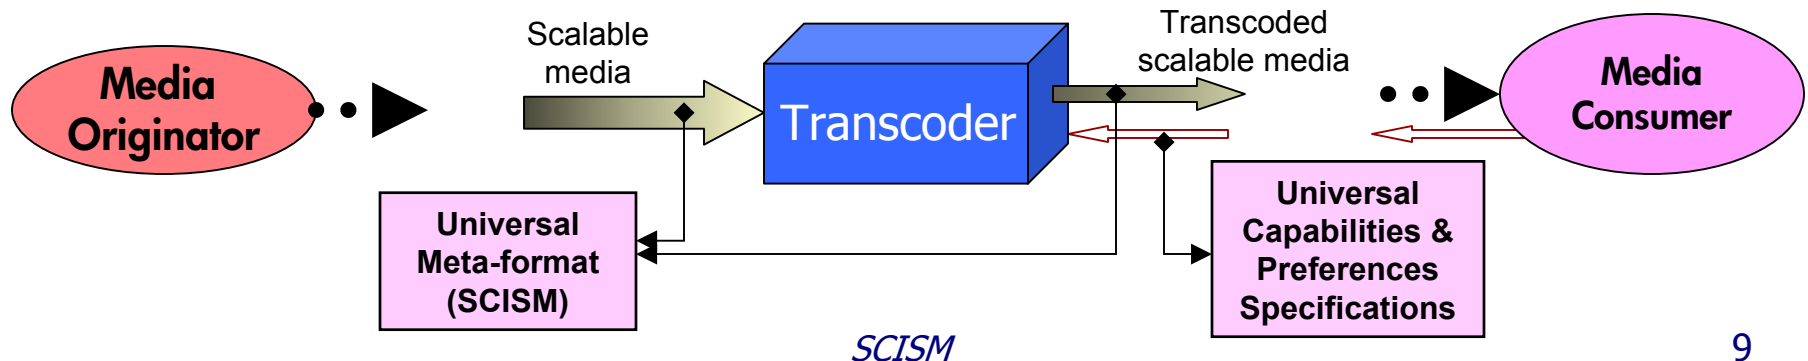 Media
Originator
Scalable
media
Transcoder
Transcoded
scalable media
Media
Consumer
Universal
Meta-format
(SCISM)
Universal
Capabilities &
Preferences
Specifications
SCISM
9